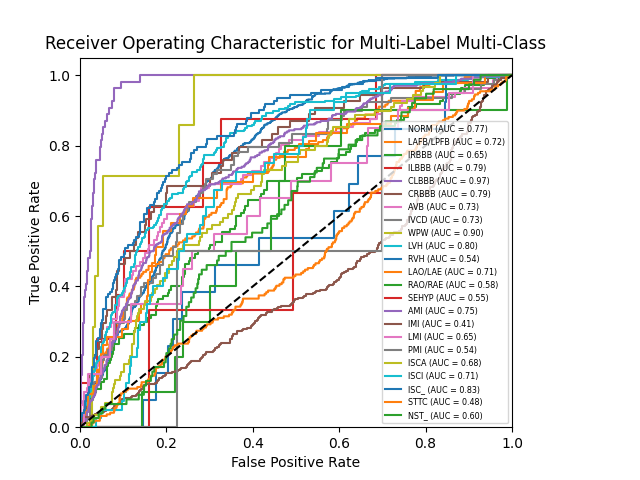 Receiver Operating Characteristic for Multi-Label Multi-Class
1.0
0.8
0.6
0.4
0.2
0.0
True Positive Rate
NORM (AUC = 0.77)
LAFB/LPFB (AUC = 0.72)
IRBBB (AUC = 0.65)
ILBBB (AUC = 0.79)
CLBBB (AUC = 0.97)
CRBBB (AUC = 0.79)
AVB (AUC = 0.73)
IVCD (AUC = 0.73)
WPW (AUC = 0.90)
LVH (AUC = 0.80)
RVH (AUC = 0.54)
LAO/LAE (AUC = 0.71)
RAO/RAE (AUC = 0.58)
SEHYP (AUC = 0.55)
AMI (AUC = 0.75)
IMI (AUC = 0.41)
LMI (AUC = 0.65)
PMI (AUC = 0.54)
ISCA (AUC = 0.68)
ISCI (AUC = 0.71)
ISC_ (AUC = 0.83)
STTC (AUC = 0.48)
NST_ (AUC = 0.60)
0.0 0.2 0.4 0.6 0.8 1.0
False Positive Rate